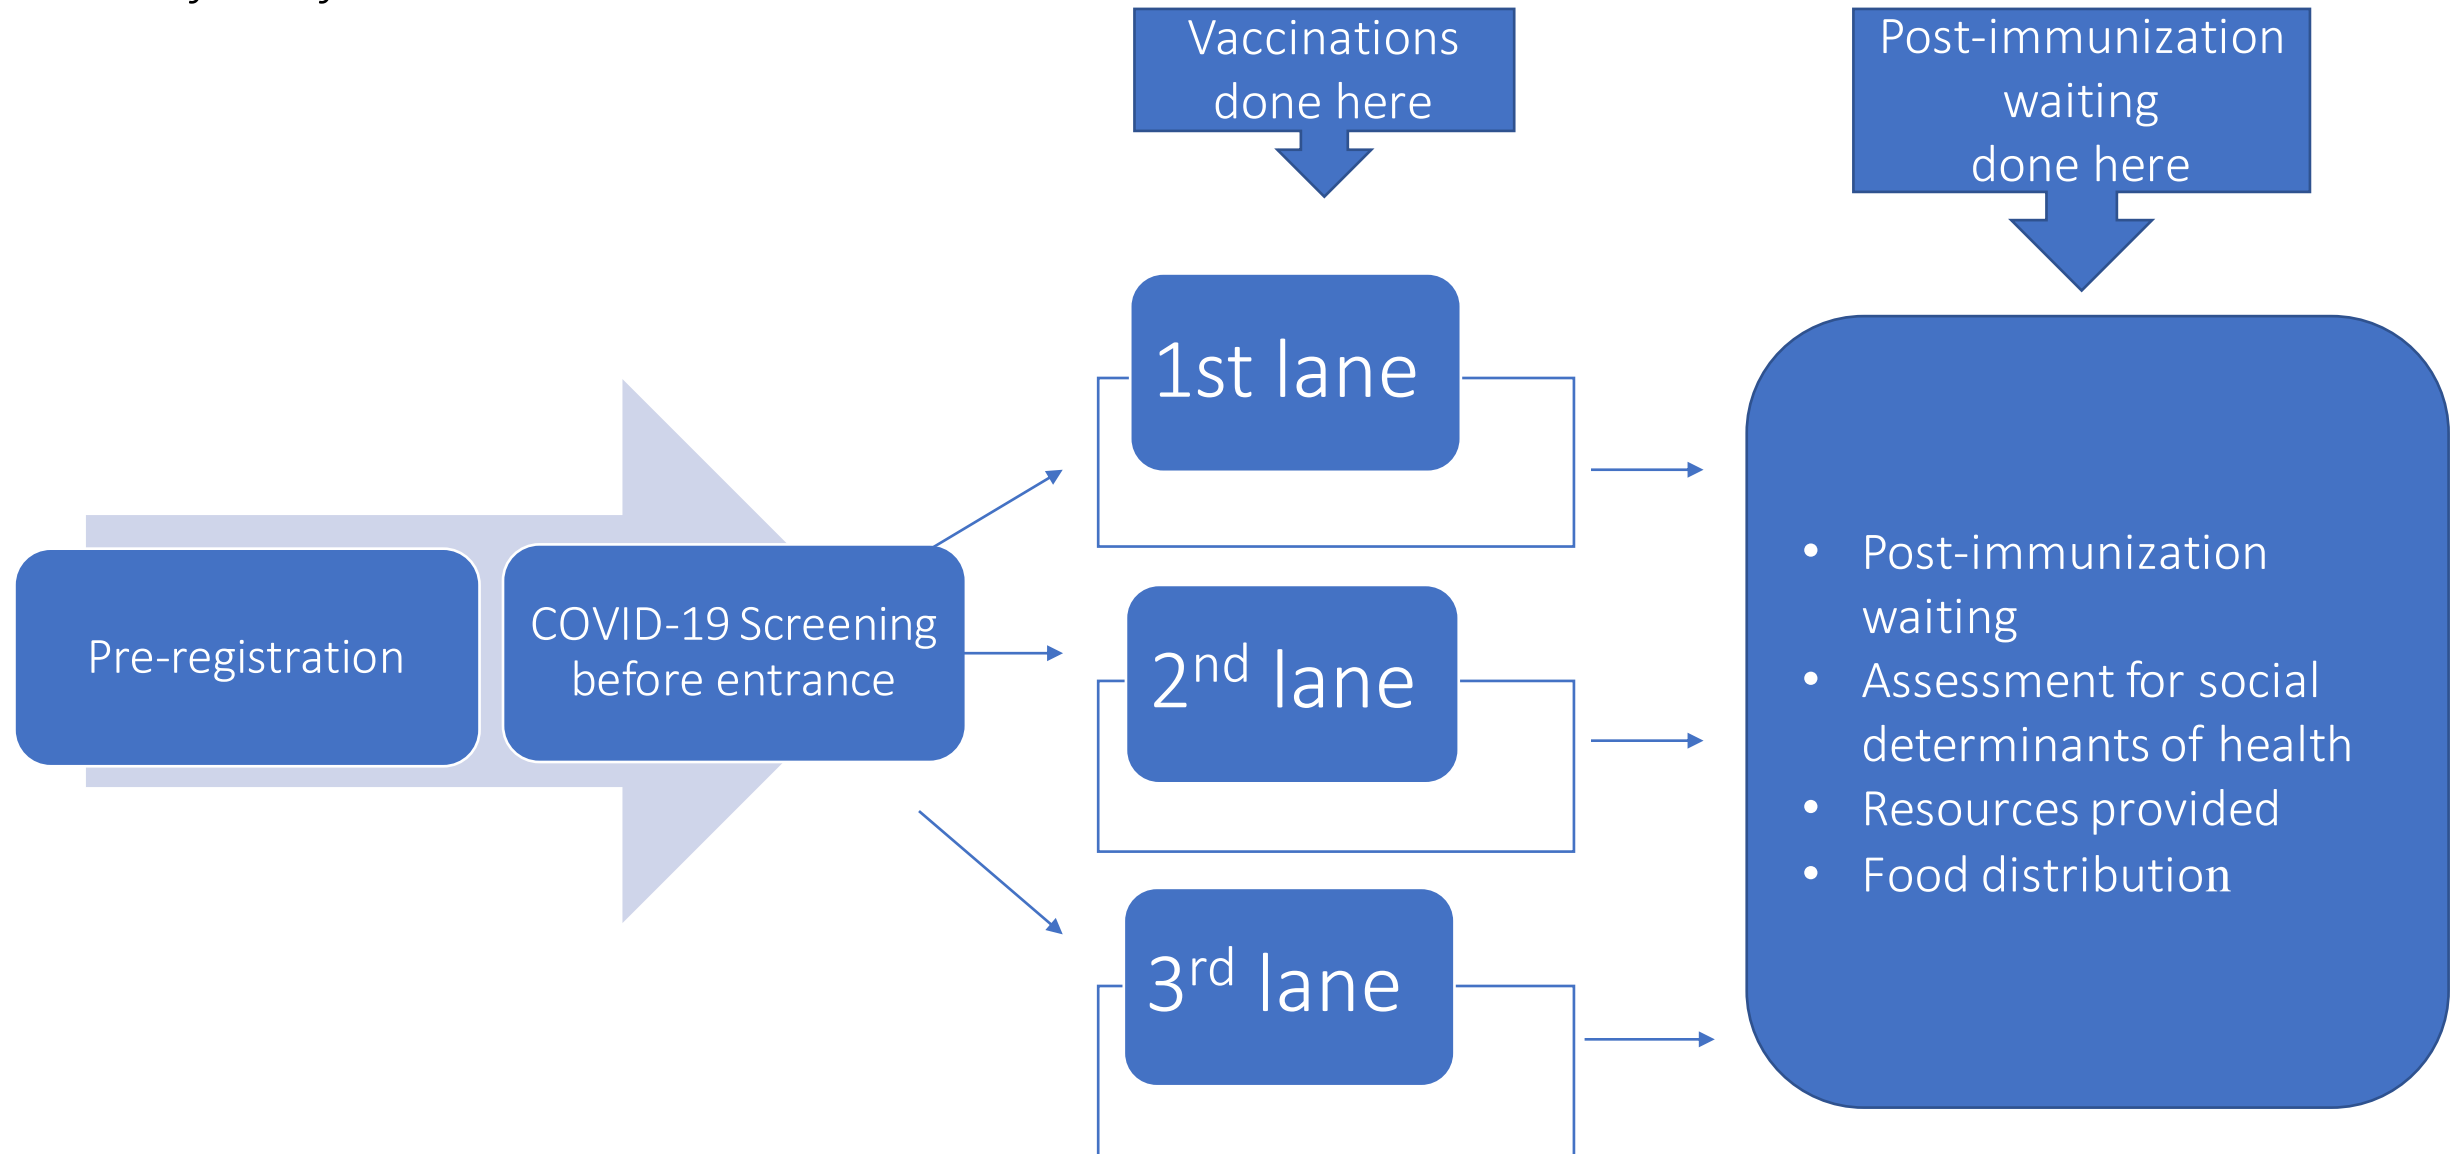 Vaccinations
done here
Post-immunization
waiting
done here
Pre-registration
COVID-19 Screening
before entrance
1st lane
2nd lane
3rd lane
• Post-immunization
waiting
• Assessment for social
determinants of health
• Resources provided
• Food distribution